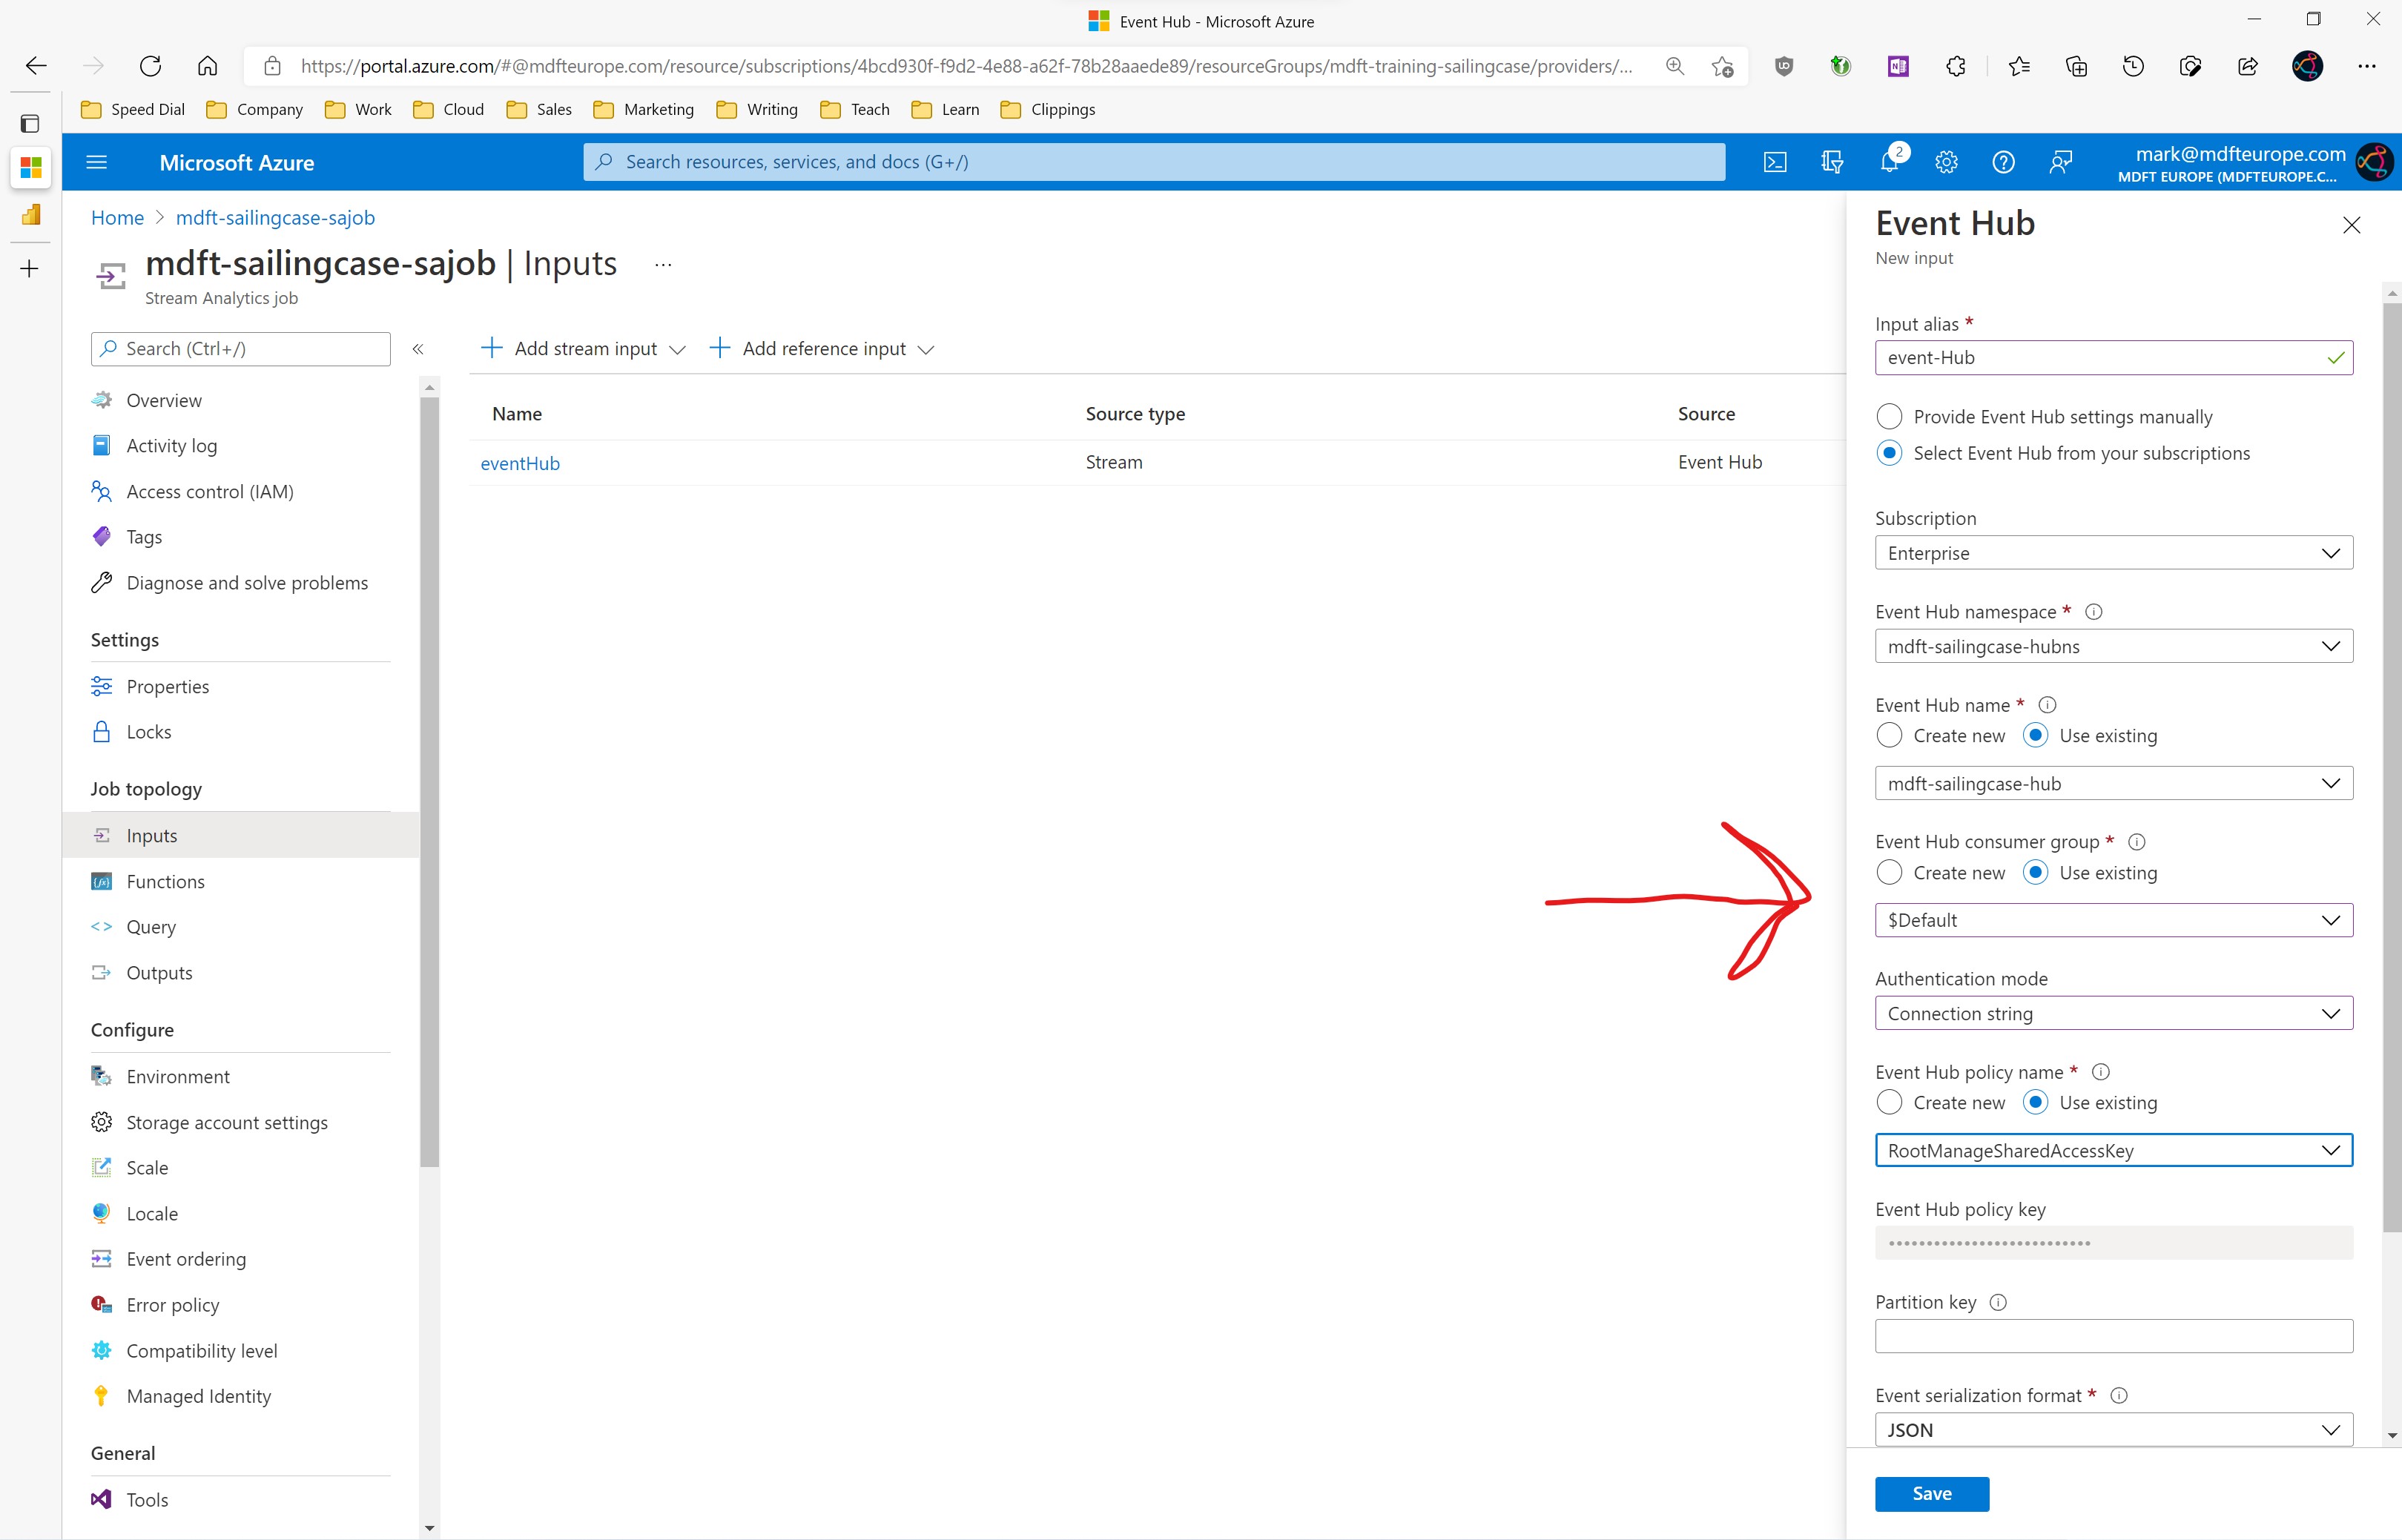 Event Hub - Microsoft Azure
https://portal.azure.com/#@mdfteurope.com/resource/subscriptions/4bcd930f-f9d2-4e88-a62f-78b28aaede89/resourceGroups/mdft-training-sailingcase/providers/...
Speed Dial Company Work Cloud Sales Marketing Writing Teach Learn Clippings
Microsoft Azure
Search resources, services, and docs (G+/)
2
mark@mdfteurope.com
MDFT EUROPE (MDFTEUROPE.C...
Home > mdft-sailingcase-sajob
mdft-sailingcase-sajob | Inputs ...
Stream Analytics job
Search (Ctrl+/)
«
Overview
Activity log
Access control (IAM)
Tags
Diagnose and solve problems
Settings
Properties
Locks
Job topology
Inputs
Functions
Query
Outputs
Configure
Environment
Storage account settings
Scale
Locale
Event ordering
Error policy
Compatibility level
Managed Identity
General
Tools
Add stream input Add reference input
Name Source type Source
eventHub Stream Event Hub
Event Hub
New input
Input alias *
event-Hub
Provide Event Hub settings manually
Select Event Hub from your subscriptions
Subscription
Enterprise
Event Hub namespace *
mdft-sailingcase-hubns
Event Hub name *
Create new Use existing
mdft-sailingcase-hub
Event Hub consumer group *
Create new Use existing
$Default
Authentication mode
Connection string
Event Hub policy name *
Create new Use existing
RootManageSharedAccessKey
Event Hub policy key
•••••••••••••••••••••••••••
Partition key
Event serialization format *
JSON
Save